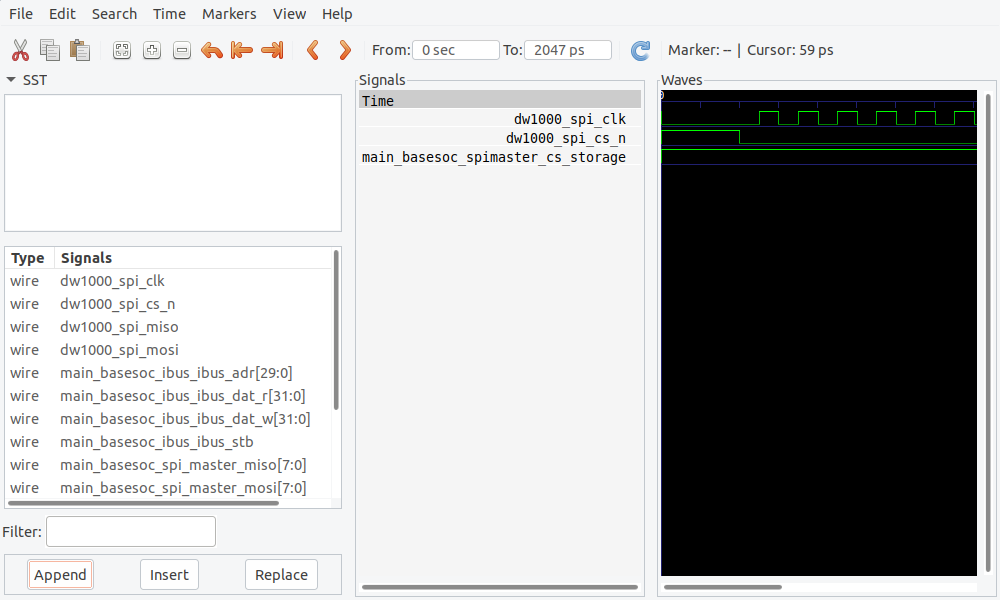 File Edit Search Time Markers View Help
From: 0 sec To: 2047 ps Marker: -- | Cursor: 59 ps
SST
Signals
Waves
Time
0
dw1000_spi_clk
dw1000_spi_cs_n
main_basesoc_spimaster_cs_storage
Type Signals
wire dw1000_spi_clk
wire dw1000_spi_cs_n
wire dw1000_spi_miso
wire dw1000_spi_mosi
wire main_basesoc_ibus_ibus_adr[29:0]
wire main_basesoc_ibus_ibus_dat_r[31:0]
wire main_basesoc_ibus_ibus_dat_w[31:0]
wire main_basesoc_ibus_ibus_stb
wire main_basesoc_spi_master_miso[7:0]
wire main_basesoc_spi_master_mosi[7:0]
Filter:
Append Insert Replace